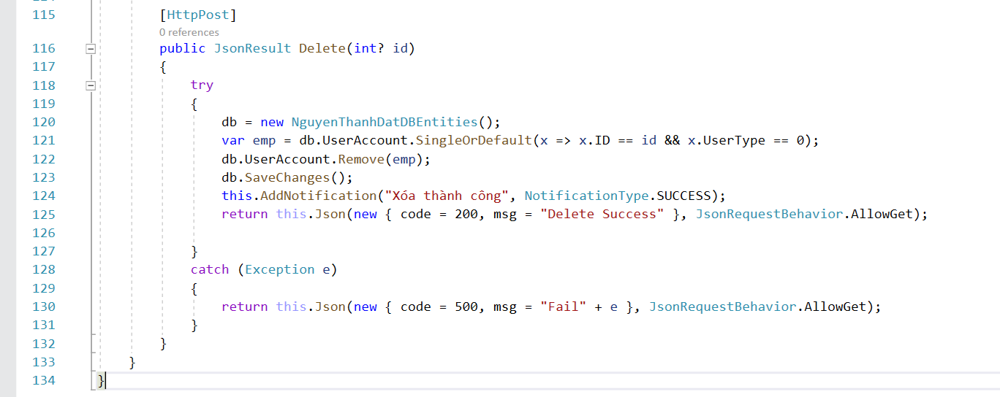 115 [HttpPost]
0 references
116 public JsonResult Delete(int? id)
117 {
118 try
119 {
120 db = new NguyenThanhDatDBEntities();
121 var emp = db.UserAccount.SingleOrDefault(x => x.ID == id && x.UserType == 0);
122 db.UserAccount.Remove(emp);
123 db.SaveChanges();
124 this.AddNotification("Xóa thành công", NotificationType.SUCCESS);
125 return this.Json(new { code = 200, msg = "Delete Success" }, JsonRequestBehavior.AllowGet);
126
127 }
128 catch (Exception e)
129 {
130 return this.Json(new { code = 500, msg = "Fail" + e }, JsonRequestBehavior.AllowGet);
131 }
132 }
133 }
134 }